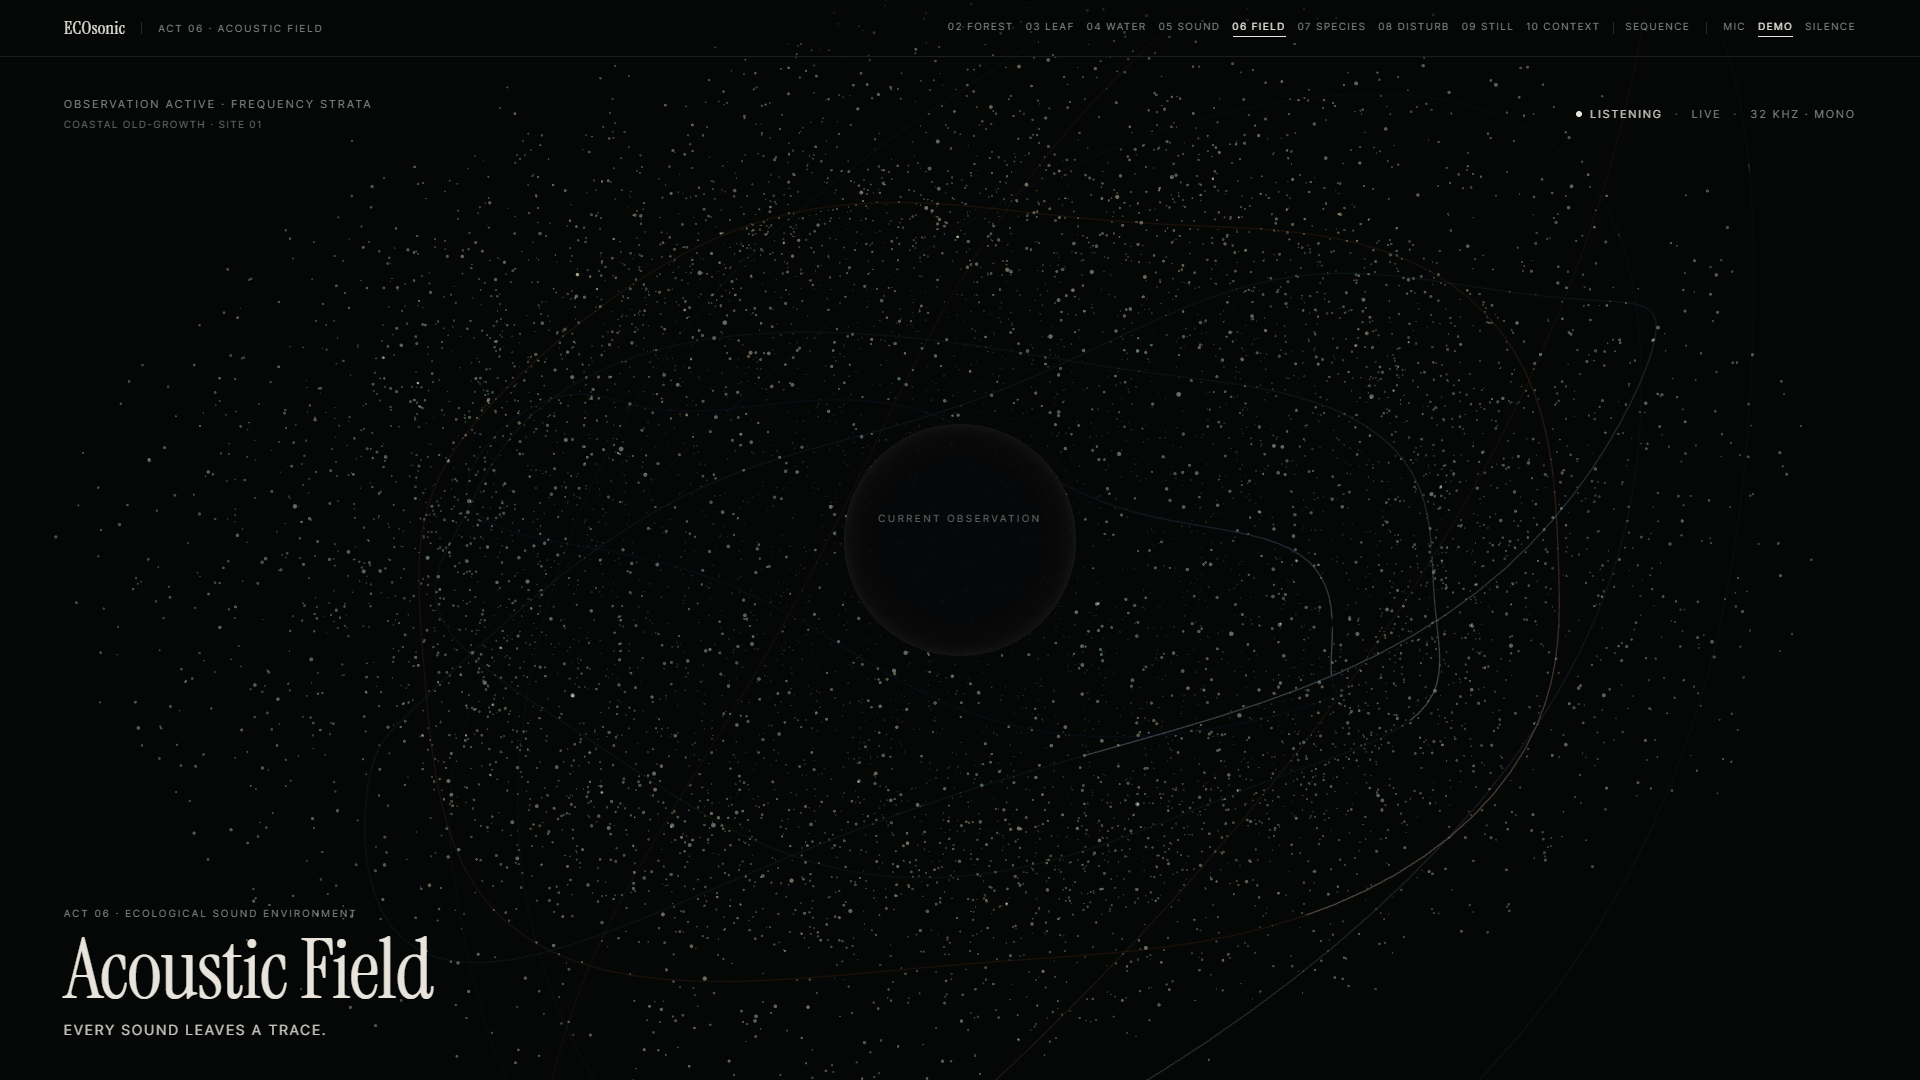 ECOsonic
ACT 06 · ACOUSTIC FIELD
02 FOREST 03 LEAF 04 WATER 05 SOUND 06 FIELD 07 SPECIES 08 DISTURB 09 STILL 10 CONTEXT SEQUENCE MIC DEMO SILENCE
OBSERVATION ACTIVE · FREQUENCY STRATA
COASTAL OLD-GROWTH · SITE 01
LISTENING · LIVE · 32 KHZ · MONO
CURRENT OBSERVATION
ACT 06 · ECOLOGICAL SOUND ENVIRONMENT
Acoustic Field
EVERY SOUND LEAVES A TRACE.